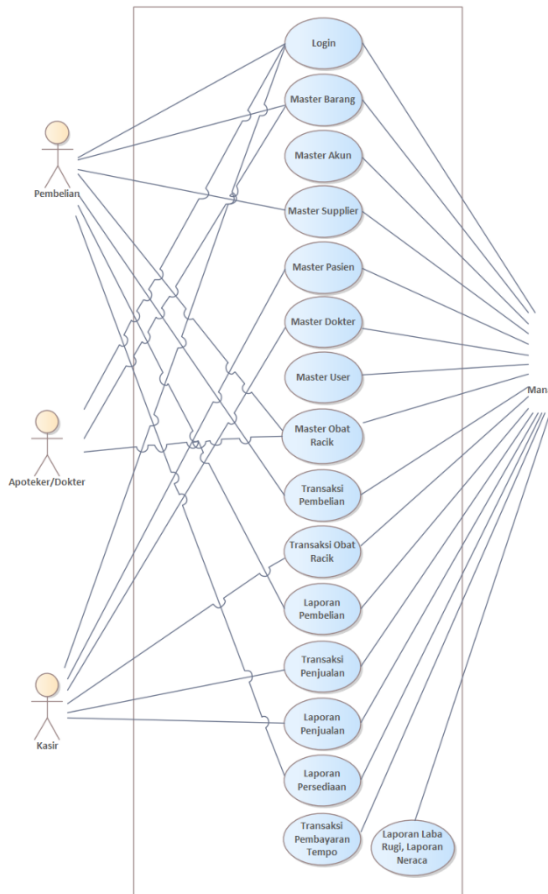 Login
Master Barang
Pembelian
Master Akun
Master Supplier
Master Pasien
Master Dokter
Master User
Mana
Master Obat
Racik
Apoteker/Dokter
Transaksi
Pembelian
Transaksi Obat
Racik
Laporan
Pembelian
Transaksi
Penjualan
Kasir
Laporan
Penjualan
Laporan
Persediaan
Transaksi
Pembayaran
Tempo
Laporan Laba
Rugi, Laporan
Neraca